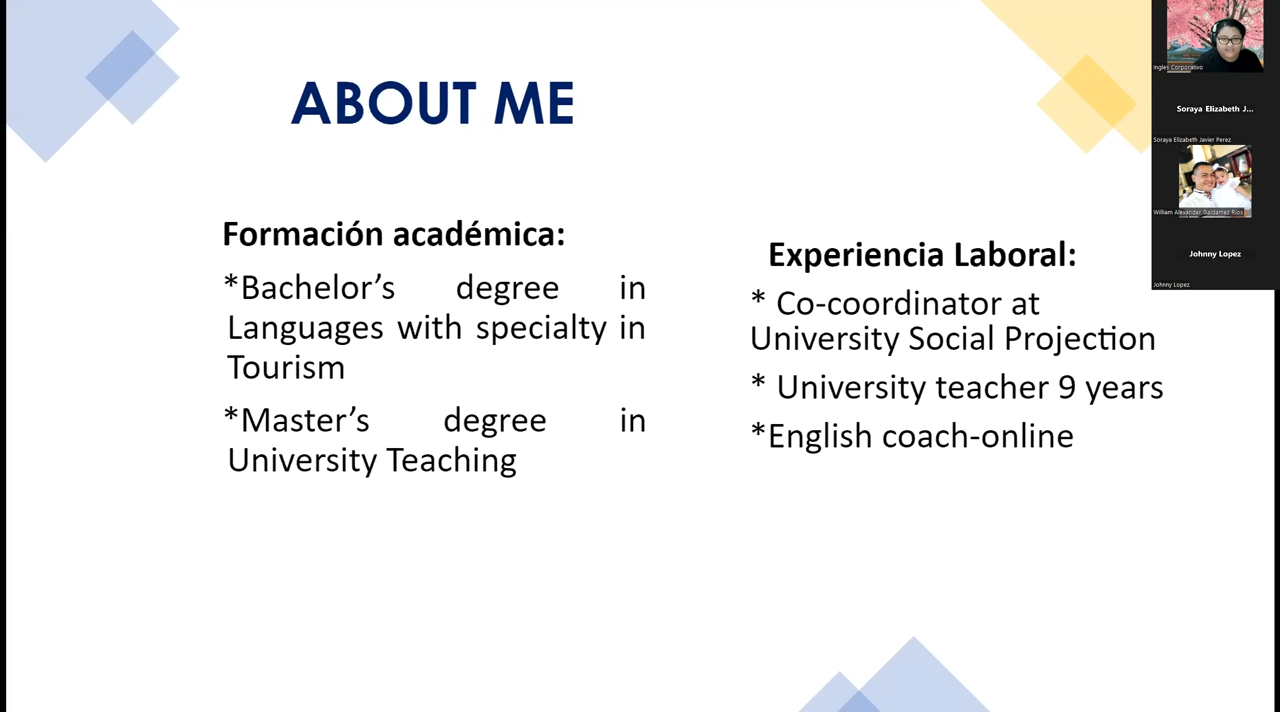 ABOUT ME
Formación académica:
*Bachelor’s degree in
Languages with specialty in
Tourism
*Master’s degree in
University Teaching
Experiencia Laboral:
* Co-coordinator at
University Social Projection
* University teacher 9 years
*English coach-online
Ingles Corporativo
Soraya Elizabeth J...
Soraya Elizabeth Javier Perez
William Alexander Galdamez Rios
Johnny Lopez
Johnny Lopez